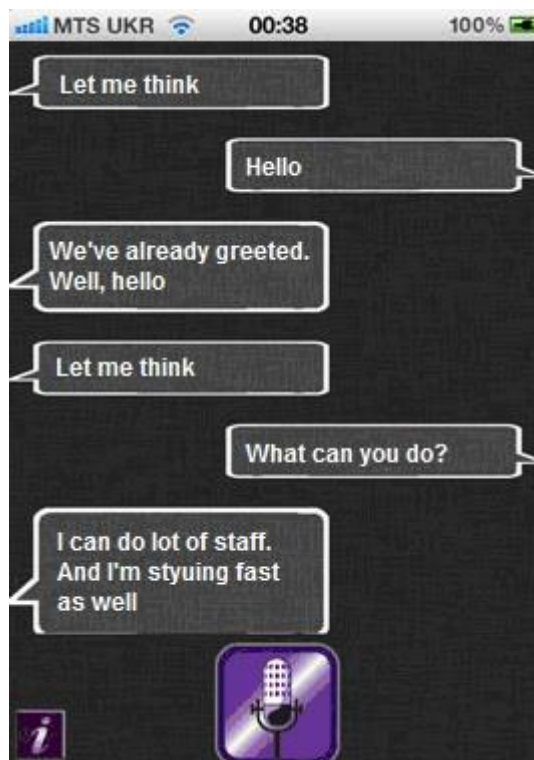 MTS UKR 00:38 100%
Let me think
Hello
We've already greeted.
Well, hello
Let me think
What can you do?
I can do lot of staff.
And I'm styuing fast
as well
i